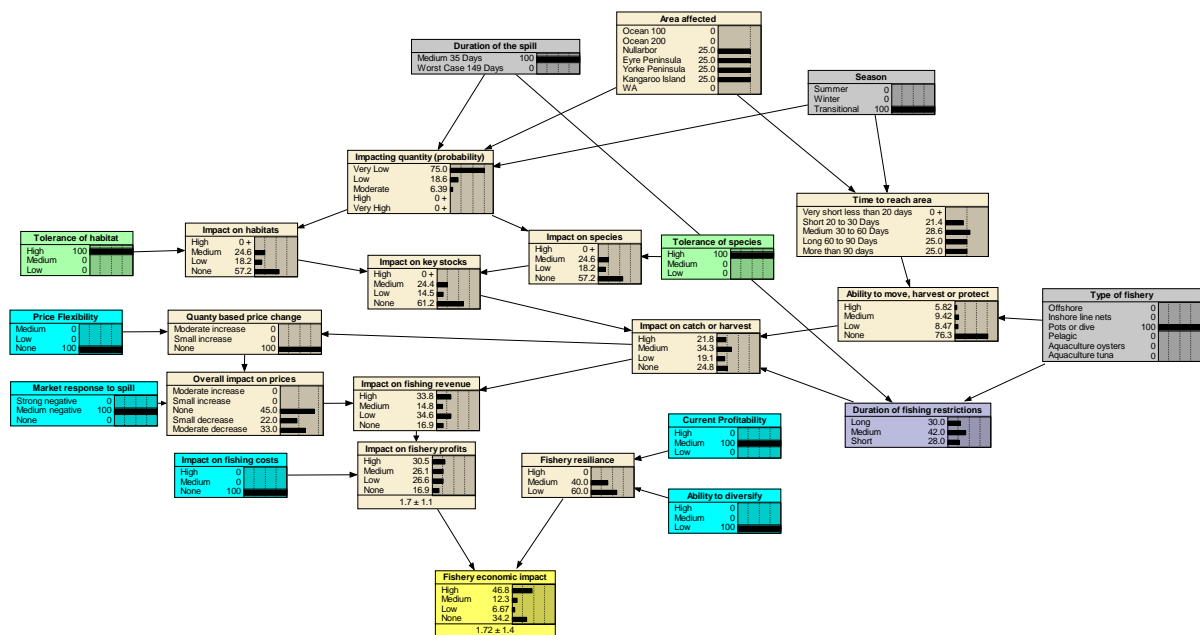 Area affected
Ocean 100 0
Ocean 200 0
Nullarbor 25.0
Eyre Peninsula 25.0
Yorke Peninsula 25.0
Kangaroo Island 25.0
WA 0
Duration of the spill
Medium 35 Days 100
Worst Case 149 Days 0
Season
Summer 0
Winter 0
Transitional 100
Impacting quantity (probability)
Very Low 75.0
Low 18.6
Moderate 6.39
High 0 +
Very High 0 +
Time to reach area
Very short less than 20 days 0 +
Short 20 to 30 Days 21.4
Medium 30 to 60 Days 28.6
Long 60 to 90 Days 25.0
More than 90 days 25.0
Tolerance of habitat
High 100
Medium 0
Low 0
Impact on habitats
High 0 +
Medium 24.6
Low 18.2
None 57.2
Impact on species
High 0 +
Medium 24.6
Low 18.2
None 57.2
Tolerance of species
High 100
Medium 0
Low 0
Impact on key stocks
High 0 +
Medium 24.4
Low 14.5
None 61.2
Ability to move, harvest or protect
High 5.82
Medium 9.42
Low 8.47
None 76.3
Type of fishery
Offshore 0
Inshore line nets 0
Pots or dive 100
Pelagic 0
Aquaculture oysters 0
Aquaculture tuna 0
Price Flexibility
Medium 0
Low 0
None 100
Quanty based price change
Moderate increase 0
Small increase 0
None 100
Impact on catch or harvest
High 21.8
Medium 34.3
Low 19.1
None 24.8
Market response to spill
Strong negative 0
Medium negative 100
None 0
Overall impact on prices
Moderate increase 0
Small increase 0
None 45.0
Small decrease 22.0
Moderate decrease 33.0
Impact on fishing revenue
High 33.8
Medium 14.8
Low 34.6
None 16.9
Duration of fishing restrictions
Long 30.0
Medium 42.0
Short 28.0
Current Profitability
High 0
Medium 100
Low 0
Impact on fishing costs
High 0
Medium 0
None 100
Impact on fishery profits
High 30.5
Medium 26.1
Low 26.6
None 16.9
1.7 ± 1.1
Fishery resiliance
High 0
Medium 40.0
Low 60.0
Ability to diversify
High 0
Medium 0
Low 100
Fishery economic impact
High 46.8
Medium 12.3
Low 6.67
None 34.2
1.72 ± 1.4